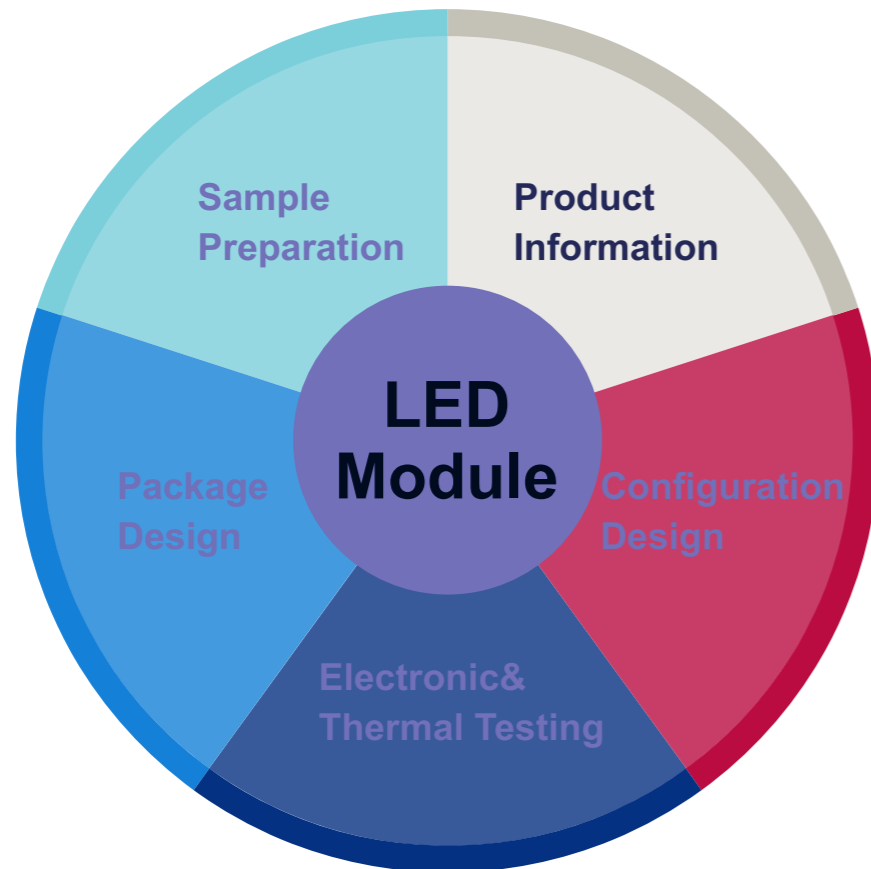 Sample
Preparation
Product
Information
LED
Module
Package
Design
Configuration
Design
Electronic&
Thermal Testing